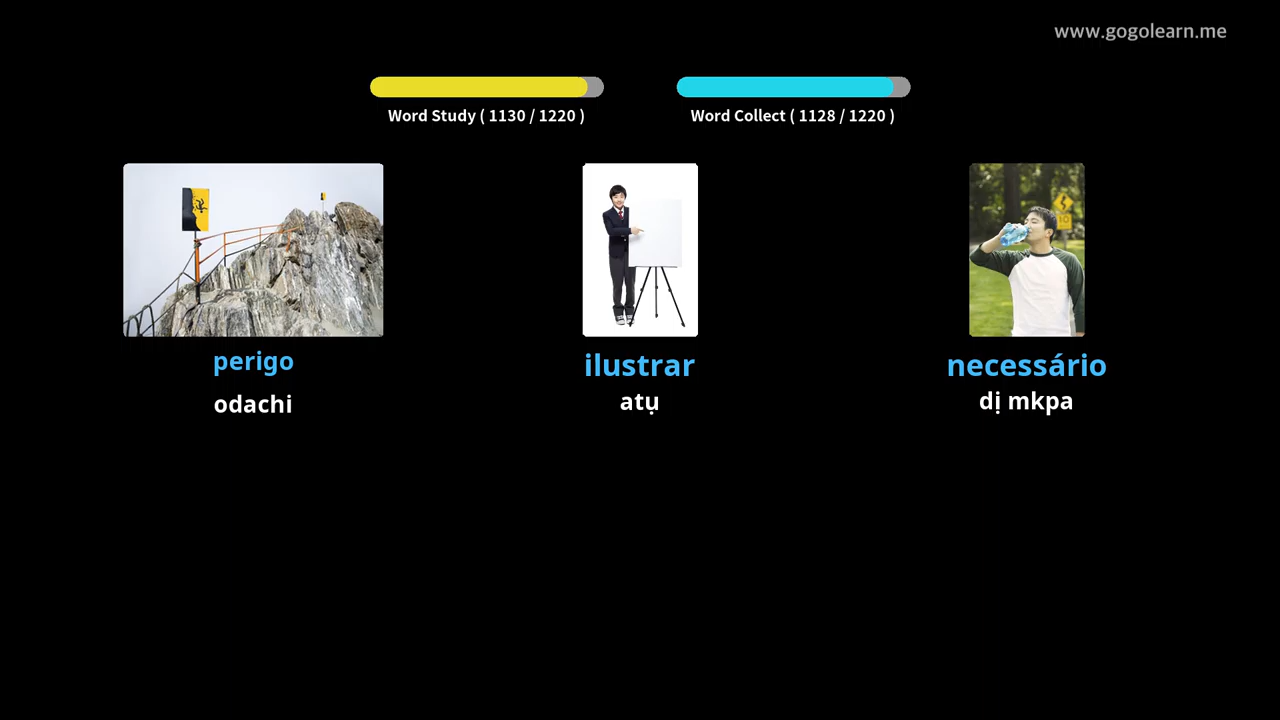 www.gogolearn.me
Word Study ( 1130 / 1220 )
Word Collect ( 1128 / 1220 )
perigo
odachi
ilustrar
atụ
necessário
dị mkpa